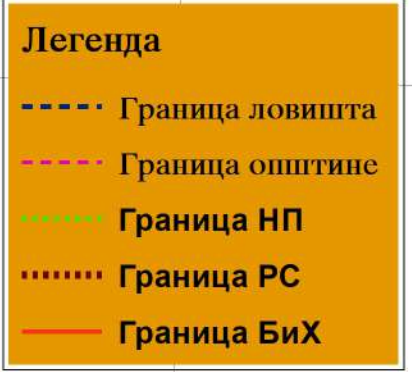 Легенда
Граница ловишта
Граница општине
Граница НП
Граница РС
Граница БиХ